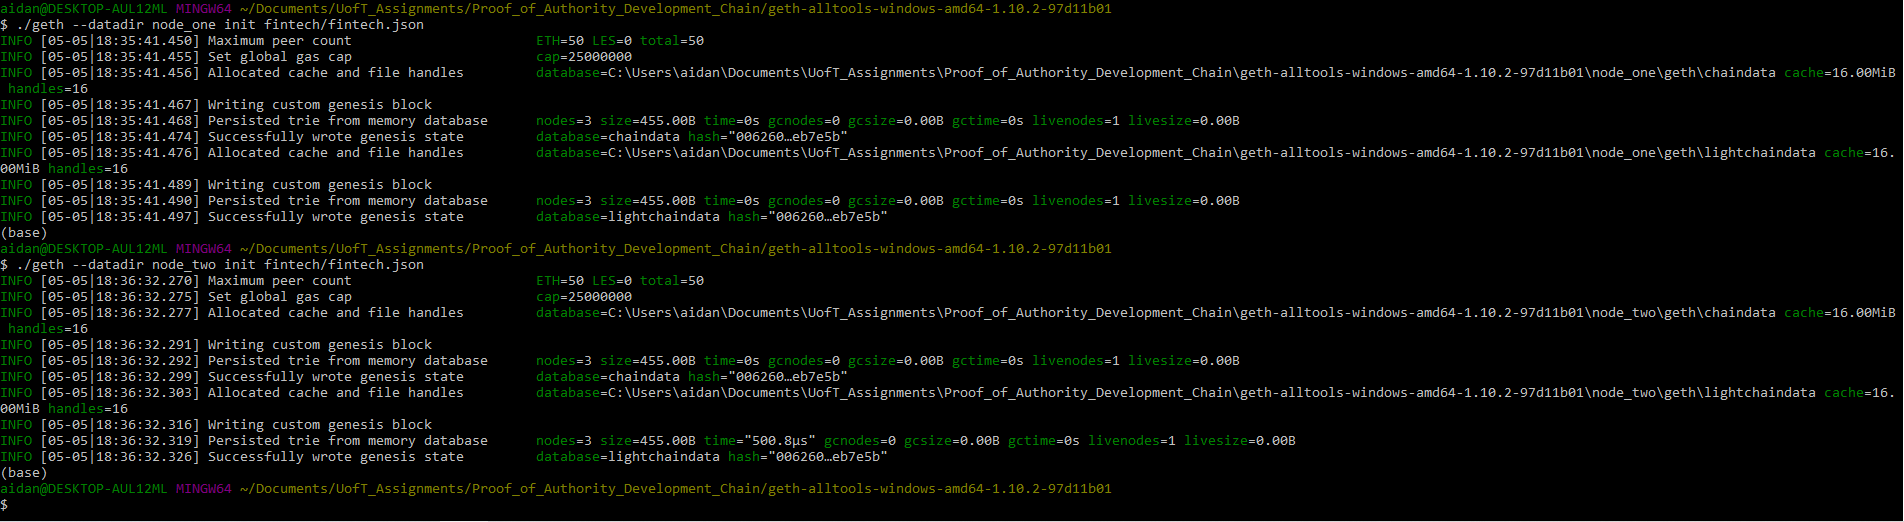 aidan@DESKTOP-AUL12ML MINGW64 ~/Documents/UofT_Assignments/Proof_of_Authority_Development_Chain/geth-alltools-windows-amd64-1.10.2-97d11b01
$ ./geth --datadir node_one init fintech/fintech.json
INFO [05-05|18:35:41.450] Maximum peer count                       ETH=50 LES=0 total=50
INFO [05-05|18:35:41.455] Set global gas cap                       cap=25000000
INFO [05-05|18:35:41.456] Allocated cache and file handles         database=C:\Users\aidan\Documents\UofT_Assignments\Proof_of_Authority_Development_Chain\geth-alltools-windows-amd64-1.10.2-97d11b01\node_one\geth\chaindata cache=16.00MiB
 handles=16
INFO [05-05|18:35:41.467] Writing custom genesis block
INFO [05-05|18:35:41.468] Persisted trie from memory database      nodes=3 size=455.00B time=0s gcnodes=0 gcsize=0.00B gctime=0s livenodes=1 livesize=0.00B
INFO [05-05|18:35:41.474] Successfully wrote genesis state         database=chaindata hash="006260…eb7e5b"
INFO [05-05|18:35:41.476] Allocated cache and file handles         database=C:\Users\aidan\Documents\UofT_Assignments\Proof_of_Authority_Development_Chain\geth-alltools-windows-amd64-1.10.2-97d11b01\node_one\geth\lightchaindata cache=16.
00MiB handles=16
INFO [05-05|18:35:41.489] Writing custom genesis block
INFO [05-05|18:35:41.490] Persisted trie from memory database      nodes=3 size=455.00B time=0s gcnodes=0 gcsize=0.00B gctime=0s livenodes=1 livesize=0.00B
INFO [05-05|18:35:41.497] Successfully wrote genesis state         database=lightchaindata hash="006260…eb7e5b"
(base)
aidan@DESKTOP-AUL12ML MINGW64 ~/Documents/UofT_Assignments/Proof_of_Authority_Development_Chain/geth-alltools-windows-amd64-1.10.2-97d11b01
$ ./geth --datadir node_two init fintech/fintech.json
INFO [05-05|18:36:32.270] Maximum peer count                       ETH=50 LES=0 total=50
INFO [05-05|18:36:32.275] Set global gas cap                       cap=25000000
INFO [05-05|18:36:32.277] Allocated cache and file handles         database=C:\Users\aidan\Documents\UofT_Assignments\Proof_of_Authority_Development_Chain\geth-alltools-windows-amd64-1.10.2-97d11b01\node_two\geth\chaindata cache=16.00MiB
 handles=16
INFO [05-05|18:36:32.291] Writing custom genesis block
INFO [05-05|18:36:32.292] Persisted trie from memory database      nodes=3 size=455.00B time=0s gcnodes=0 gcsize=0.00B gctime=0s livenodes=1 livesize=0.00B
INFO [05-05|18:36:32.299] Successfully wrote genesis state         database=chaindata hash="006260…eb7e5b"
INFO [05-05|18:36:32.303] Allocated cache and file handles         database=C:\Users\aidan\Documents\UofT_Assignments\Proof_of_Authority_Development_Chain\geth-alltools-windows-amd64-1.10.2-97d11b01\node_two\geth\lightchaindata cache=16.
00MiB handles=16
INFO [05-05|18:36:32.316] Writing custom genesis block
INFO [05-05|18:36:32.319] Persisted trie from memory database      nodes=3 size=455.00B time="500.8µs" gcnodes=0 gcsize=0.00B gctime=0s livenodes=1 livesize=0.00B
INFO [05-05|18:36:32.326] Successfully wrote genesis state         database=lightchaindata hash="006260…eb7e5b"
(base)
aidan@DESKTOP-AUL12ML MINGW64 ~/Documents/UofT_Assignments/Proof_of_Authority_Development_Chain/geth-alltools-windows-amd64-1.10.2-97d11b01
$